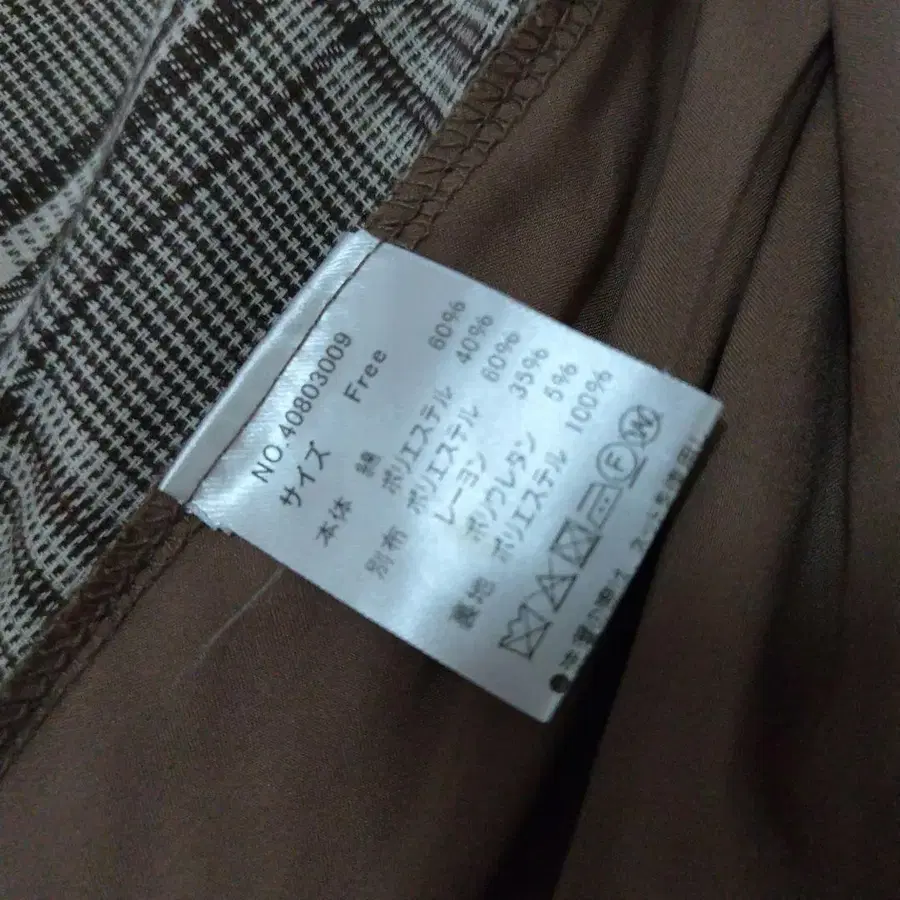 NO.40803009
サイズ Free
本体 綿 60%
ポリエステル 40%
別布 ポリエステル 60%
レーヨン 35%
ポリウレタン 5%
裏地 ポリエステル 100%
F W